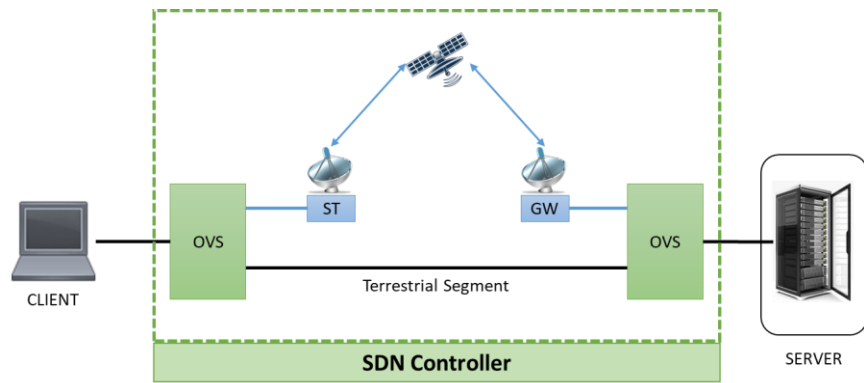 ST
GW
OVS
OVS
Terrestrial Segment
CLIENT
SDN Controller
SERVER